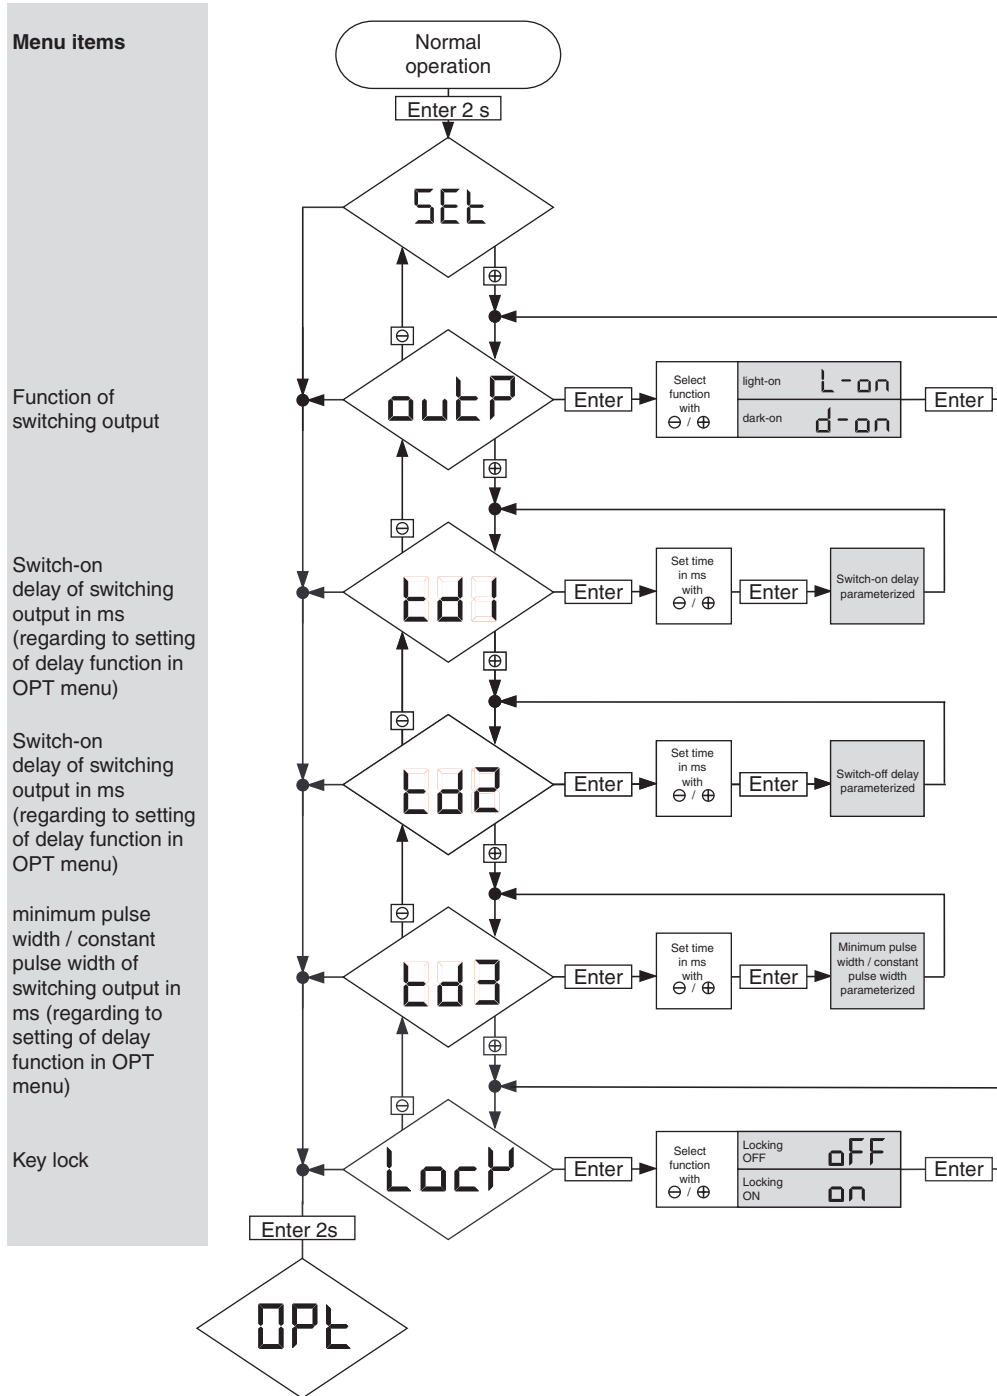 Menu items
Normal
operation
Enter 2 s
SEt
⊕
⊖
Function of
switching output
outP
Enter
Select
function
with
⊖ / ⊕
light-on
L-on
dark-on
d-on
Enter
⊕
⊖
Switch-on
delay of switching
output in ms
(regarding to setting
of delay function in
OPT menu)
td1
Enter
Set time
in ms
with
⊖ / ⊕
Enter
Switch-on delay
parameterized
⊕
⊖
Switch-on
delay of switching
output in ms
(regarding to setting
of delay function in
OPT menu)
td2
Enter
Set time
in ms
with
⊖ / ⊕
Enter
Switch-off delay
parameterized
⊕
⊖
minimum pulse
width / constant
pulse width of
switching output in
ms (regarding to
setting of delay
function in OPT
menu)
td3
Enter
Set time
in ms
with
⊖ / ⊕
Enter
Minimum pulse
width / constant
pulse width
parameterized
⊕
⊖
Key lock
LocK
Enter
Select
function
with
⊖ / ⊕
Locking
OFF
oFF
Locking
ON
on
Enter
Enter 2s
OPt